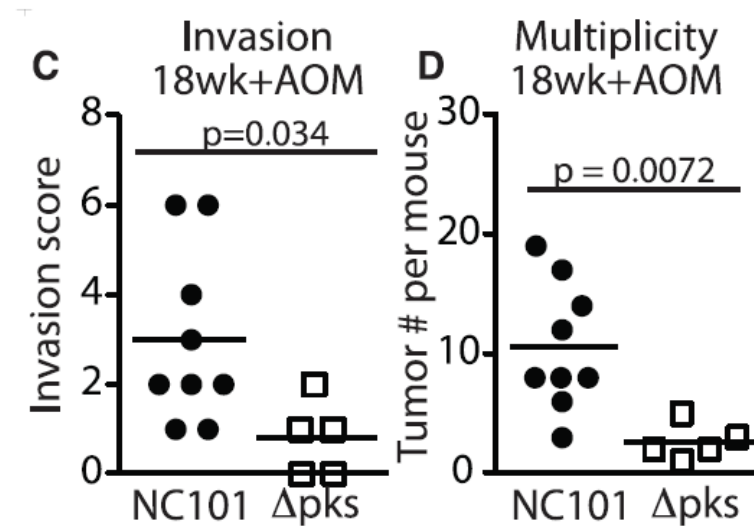 C
Invasion
18wk+AOM
Invasion score
8
6
4
2
0
p=0.034
NC101
Δpks
D
Multiplicity
18wk+AOM
Tumor # per mouse
30
20
10
0
p = 0.0072
NC101
Δpks